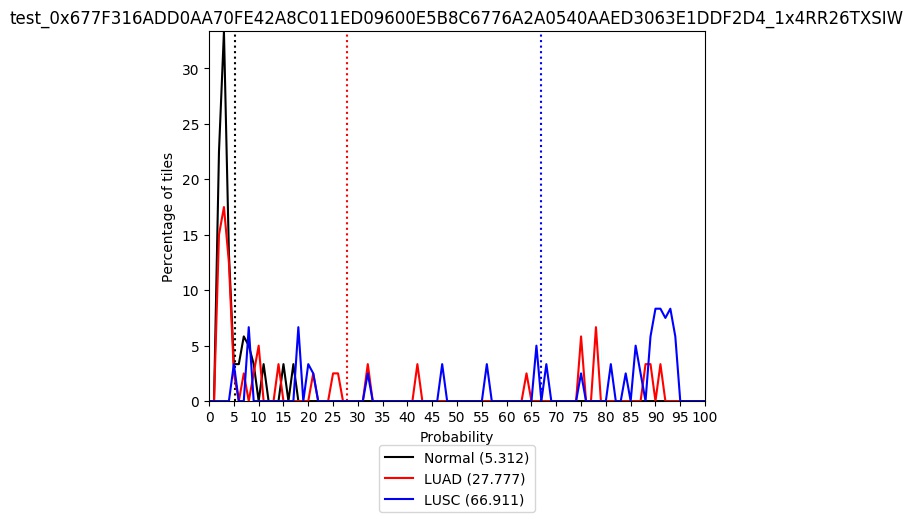 test_0x677F316ADD0AA70FE42A8C011ED09600E5B8C6776A2A0540AAED3063E1DDF2D4_1x4RR26TXSIW
30
25
20
15
10
5
0
Percentage of tiles
0 5 10 15 20 25 30 35 40 45 50 55 60 65 70 75 80 85 90 95 100
Probability
Normal (5.312)
LUAD (27.777)
LUSC (66.911)